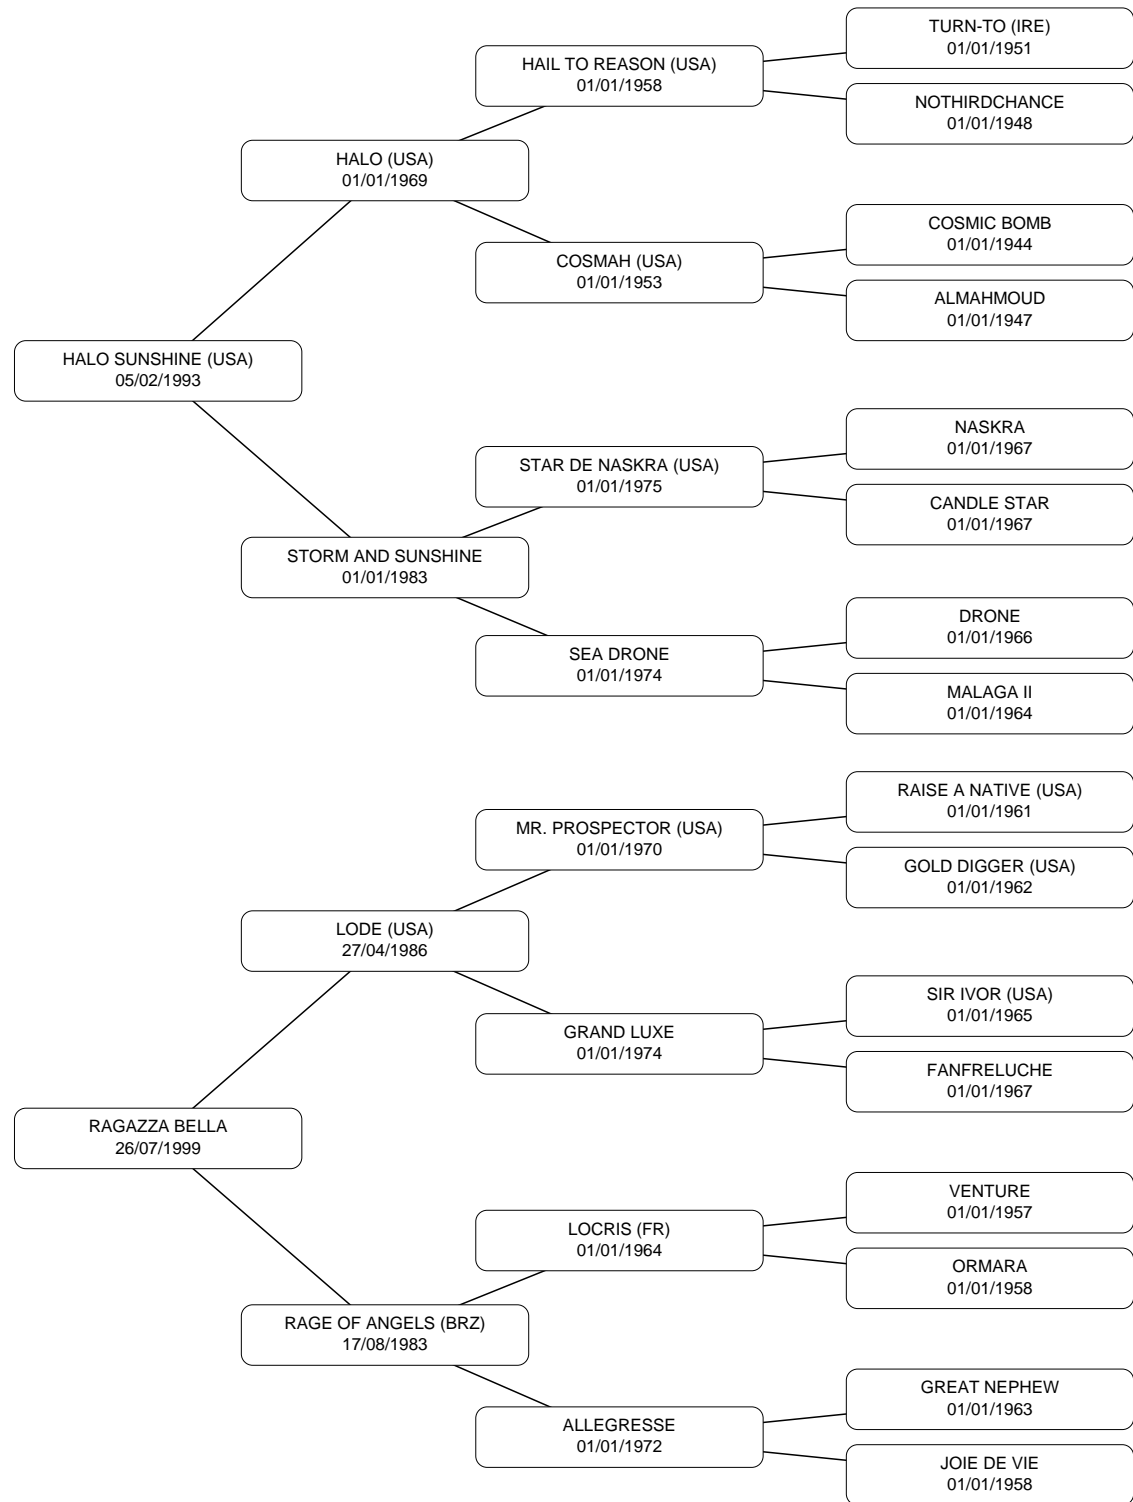 TURN-TO (IRE)
01/01/1951
HAIL TO REASON (USA)
01/01/1958
NOTHIRDCHANCE
01/01/1948
HALO (USA)
01/01/1969
COSMIC BOMB
01/01/1944
COSMAH (USA)
01/01/1953
ALMAHMOUD
01/01/1947
HALO SUNSHINE (USA)
05/02/1993
NASKRA
01/01/1967
STAR DE NASKRA (USA)
01/01/1975
CANDLE STAR
01/01/1967
STORM AND SUNSHINE
01/01/1983
DRONE
01/01/1966
SEA DRONE
01/01/1974
MALAGA II
01/01/1964
RAISE A NATIVE (USA)
01/01/1961
MR. PROSPECTOR (USA)
01/01/1970
GOLD DIGGER (USA)
01/01/1962
LODE (USA)
27/04/1986
SIR IVOR (USA)
01/01/1965
GRAND LUXE
01/01/1974
FANFRELUCHE
01/01/1967
RAGAZZA BELLA
26/07/1999
VENTURE
01/01/1957
LOCRIS (FR)
01/01/1964
ORMARA
01/01/1958
RAGE OF ANGELS (BRZ)
17/08/1983
GREAT NEPHEW
01/01/1963
ALLEGRESSE
01/01/1972
JOIE DE VIE
01/01/1958